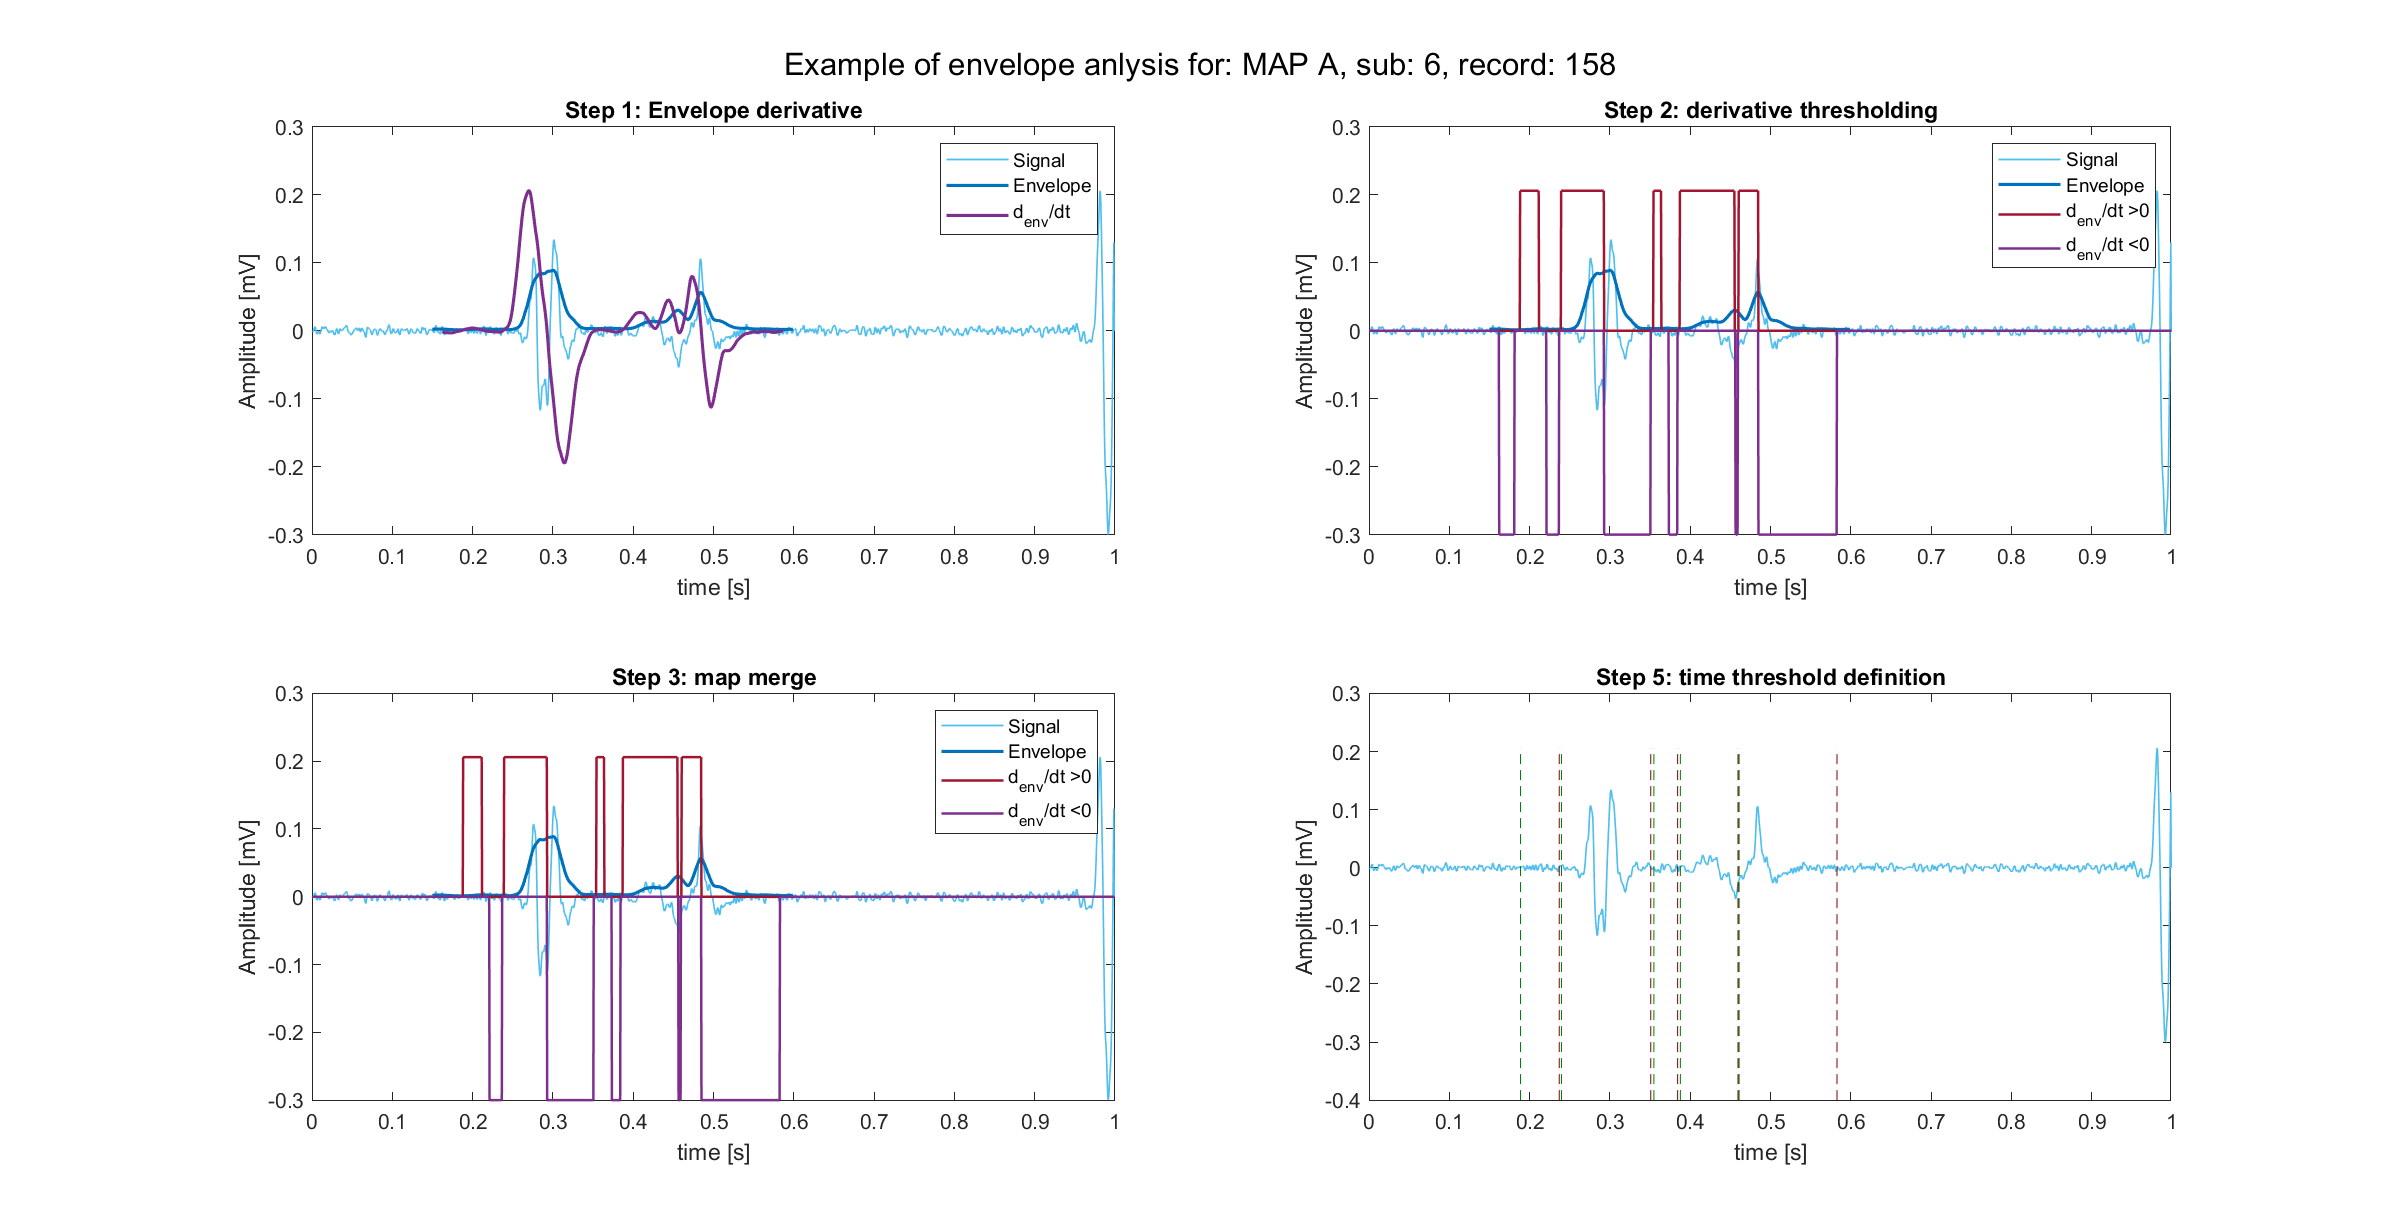 Example of envelope anlysis for: MAP A, sub: 6, record: 158
Step 1: Envelope derivative
0.3
0.2
0.1
0
-0.1
-0.2
-0.3
Amplitude [mV]
0 0.1 0.2 0.3 0.4 0.5 0.6 0.7 0.8 0.9 1
time [s]
Signal
Envelope
d_env/dt
Step 2: derivative thresholding
0.3
0.2
0.1
0
-0.1
-0.2
-0.3
Amplitude [mV]
0 0.1 0.2 0.3 0.4 0.5 0.6 0.7 0.8 0.9 1
time [s]
Signal
Envelope
d_env/dt >0
d_env/dt <0
Step 3: map merge
0.3
0.2
0.1
0
-0.1
-0.2
-0.3
Amplitude [mV]
0 0.1 0.2 0.3 0.4 0.5 0.6 0.7 0.8 0.9 1
time [s]
Signal
Envelope
d_env/dt >0
d_env/dt <0
Step 5: time threshold definition
0.3
0.2
0.1
0
-0.1
-0.2
-0.3
-0.4
Amplitude [mV]
0 0.1 0.2 0.3 0.4 0.5 0.6 0.7 0.8 0.9 1
time [s]